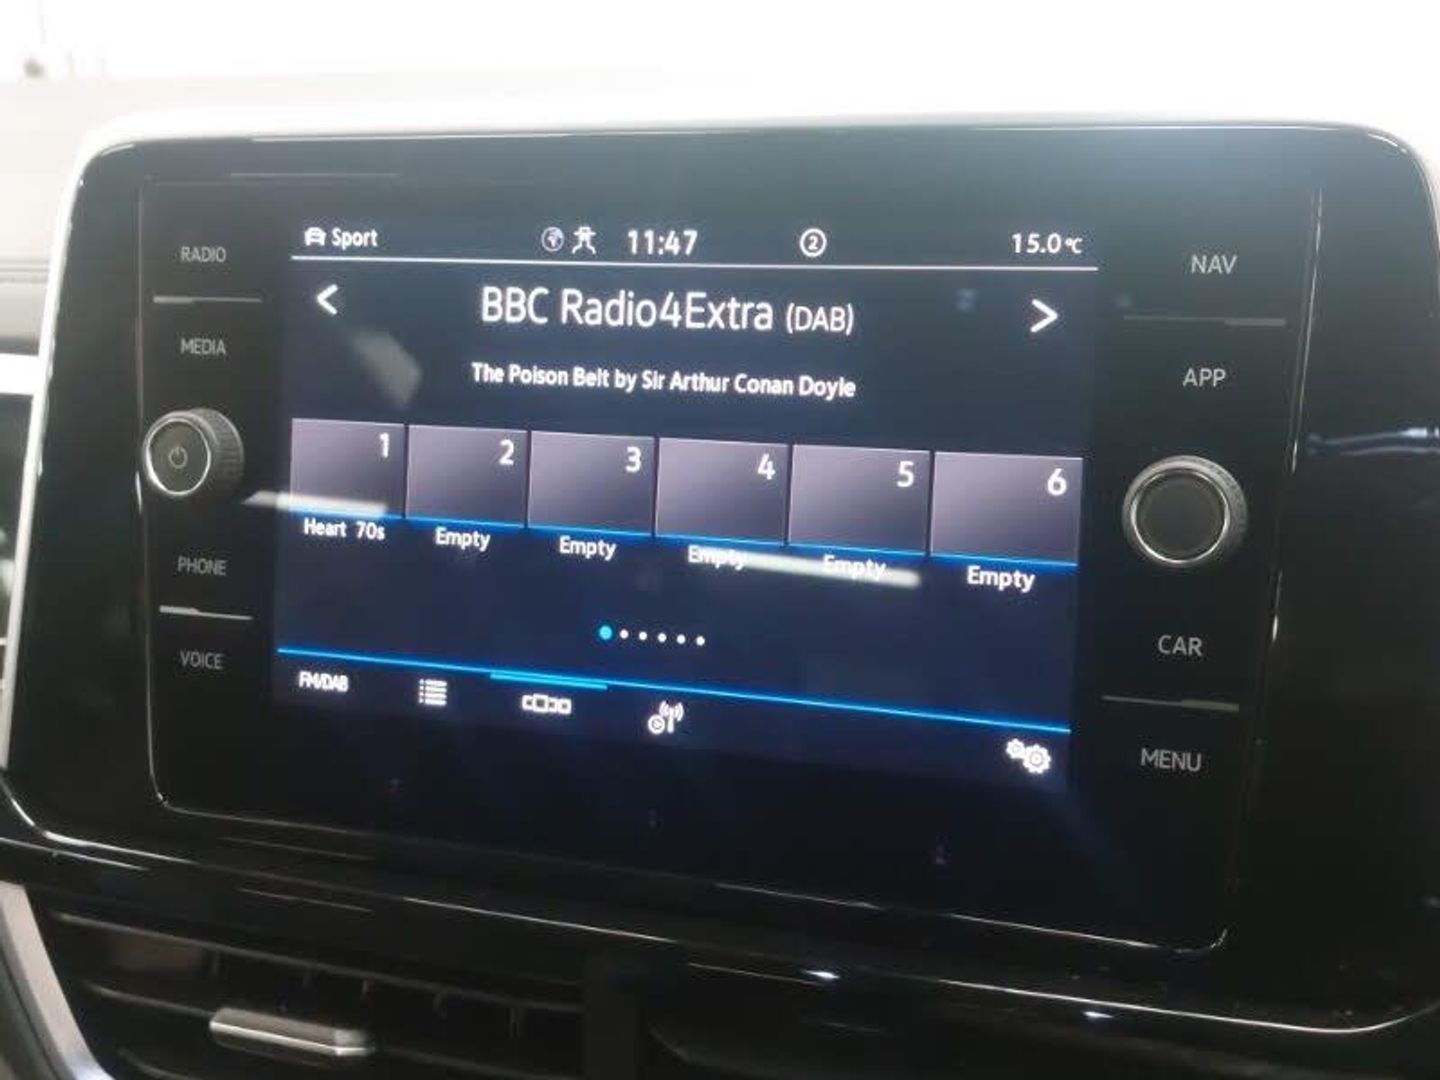 RADIO
MEDIA
PHONE
VOICE
Sport
11:47
2
15.0°C
BBC Radio4Extra (DAB)
The Poison Belt by Sir Arthur Conan Doyle
1 2 3 4 5 6
Heart 70s Empty Empty Empty Empty Empty
FM/DAB
NAV
APP
CAR
MENU